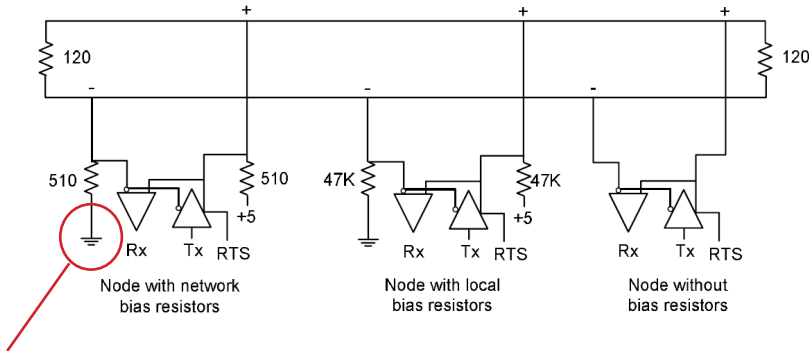 + + +
120 120
- - -
510 510 47K 47K
+5 +5
Rx Tx RTS Rx Tx RTS Rx Tx RTS
Node with network
bias resistors
Node with local
bias resistors
Node without
bias resistors